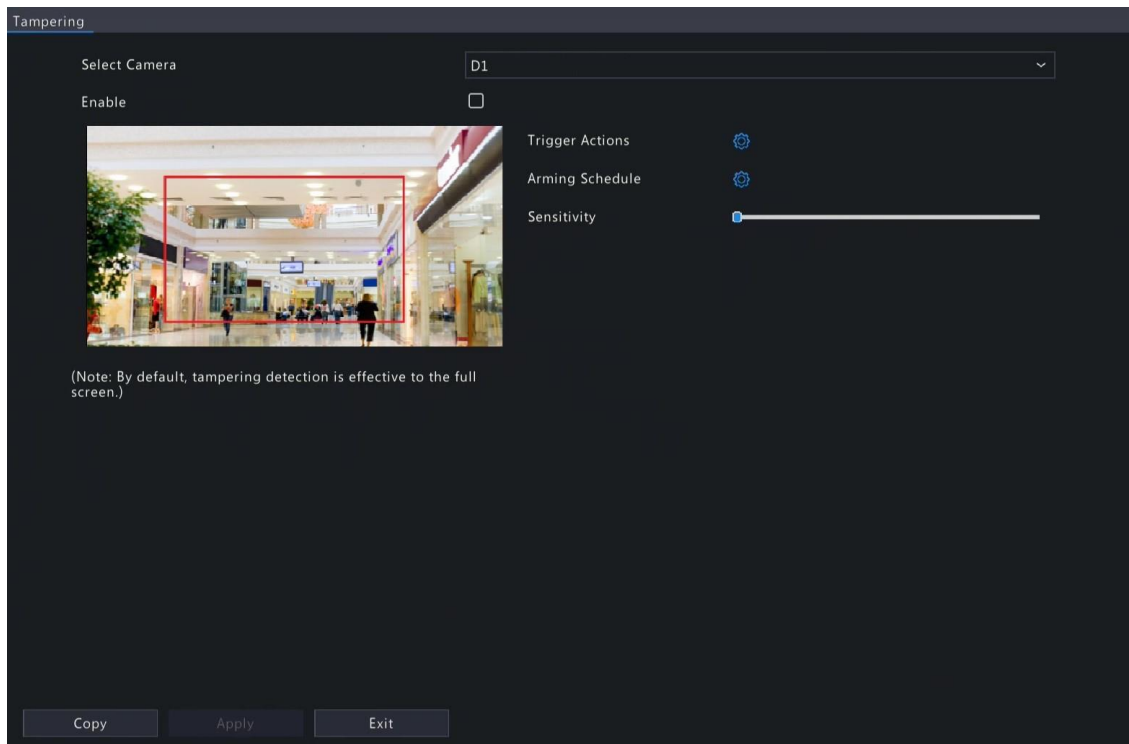 Tampering
Select Camera D1
Enable
Trigger Actions
Arming Schedule
Sensitivity
(Note: By default, tampering detection is effective to the full
screen.)
Copy Apply Exit